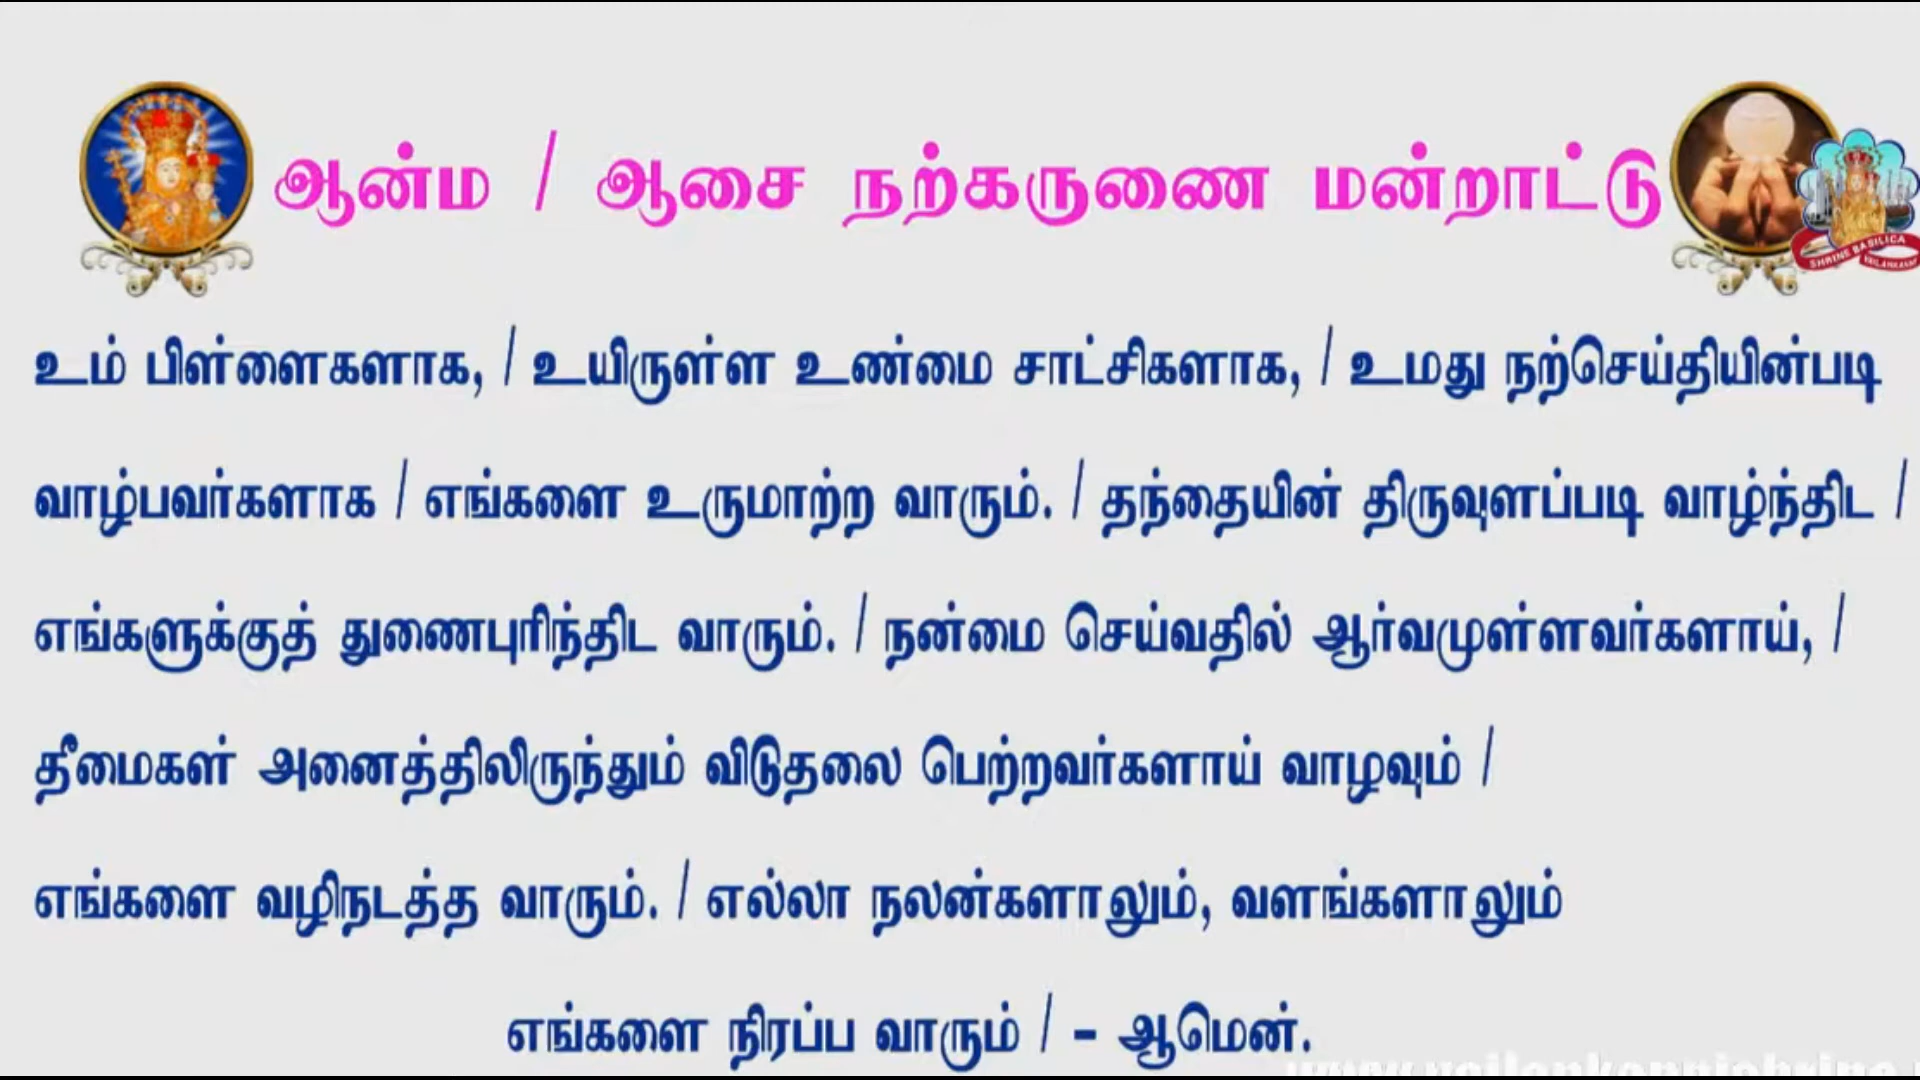 ஆன்ம / ஆசை நற்கருணை மன்றாட்டு
SHRINE BASILICA
உம் பிள்ளைகளாக, / உயிருள்ள உண்மை சாட்சிகளாக, / உமது நற்செய்தியின்படி
வாழ்பவர்களாக / எங்களை உருமாற்ற வாரும். / தந்தையின் திருவுளப்படி வாழ்ந்திட /
எங்களுக்குத் துணைபுரிந்திட வாரும். / நன்மை செய்வதில் ஆர்வமுள்ளவர்களாய், /
தீமைகள் அனைத்திலிருந்தும் விடுதலை பெற்றவர்களாய் வாழவும் /
எங்களை வழிநடத்த வாரும். / எல்லா நலன்களாலும், வளங்களாலும்
எங்களை நிரப்ப வாரும் / - ஆமென்.